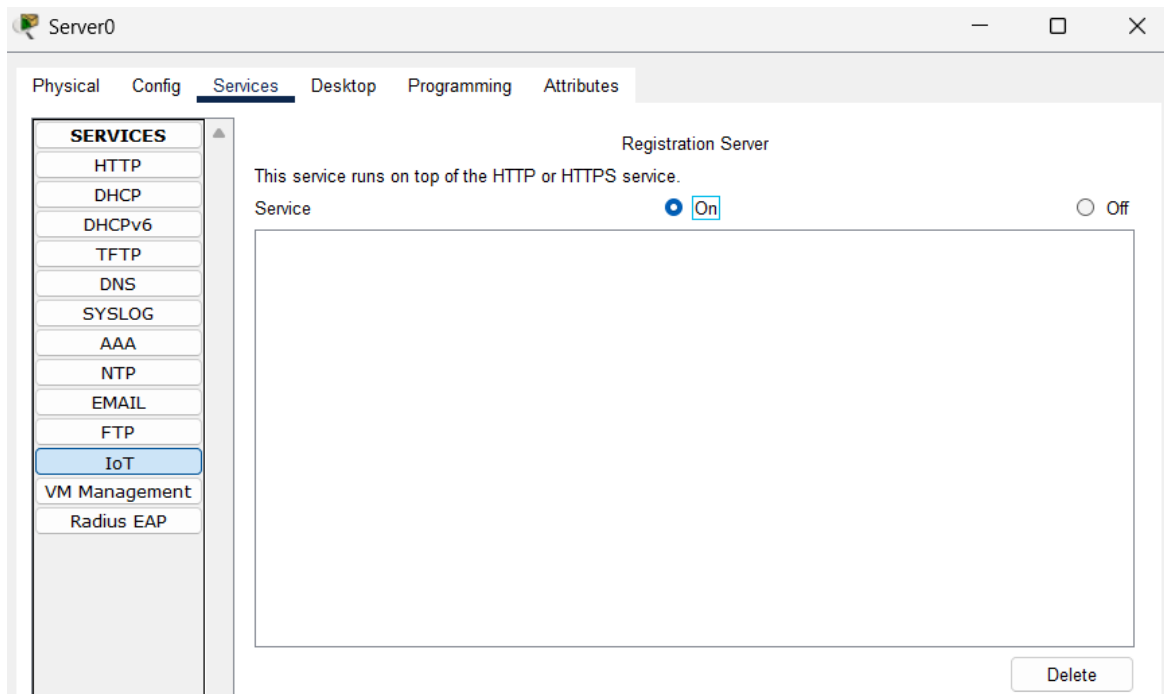 Server0
Physical Config Services Desktop Programming Attributes
SERVICES
HTTP
DHCP
DHCPv6
TFTP
DNS
SYSLOG
AAA
NTP
EMAIL
FTP
IoT
VM Management
Radius EAP
Registration Server
This service runs on top of the HTTP or HTTPS service.
Service On Off
Delete